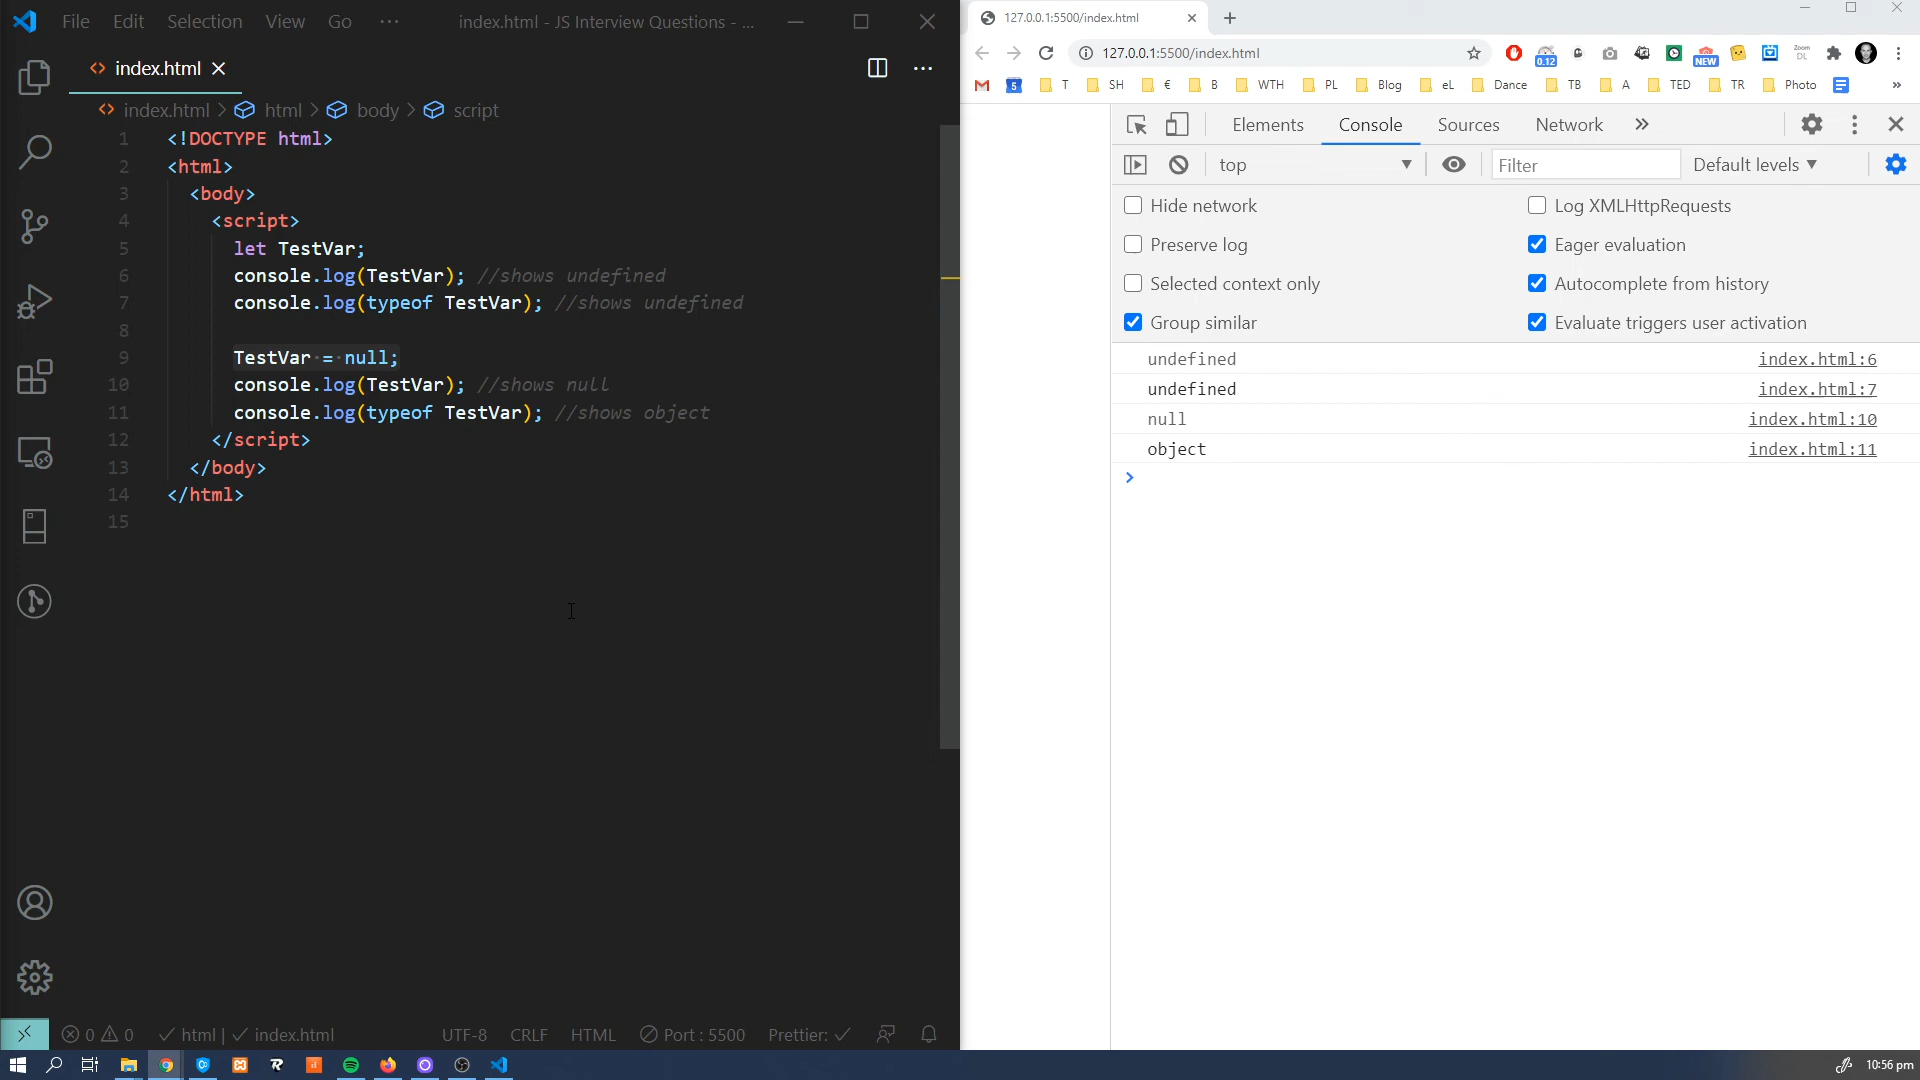 File Edit Selection View Go ··· index.html - JS Interview Questions - ...
index.html
index.html > html > body > script
1 <!DOCTYPE html>
2 <html>
3 <body>
4 <script>
5 let TestVar;
6 console.log(TestVar); //shows undefined
7 console.log(typeof TestVar); //shows undefined
8
9 TestVar = null;
10 console.log(TestVar); //shows null
11 console.log(typeof TestVar); //shows object
12 </script>
13 </body>
14 </html>
15
0 0 html | index.html UTF-8 CRLF HTML Port : 5500 Prettier:
127.0.0.1:5500/index.html
127.0.0.1:5500/index.html
0.12 NEW Zoom DL
5 T SH € B WTH PL Blog eL Dance TB A TED TR Photo »
Elements Console Sources Network »
top Filter Default levels
Hide network Log XMLHttpRequests
Preserve log Eager evaluation
Selected context only Autocomplete from history
Group similar Evaluate triggers user activation
undefined index.html:6
undefined index.html:7
null index.html:10
object index.html:11
10:56 pm